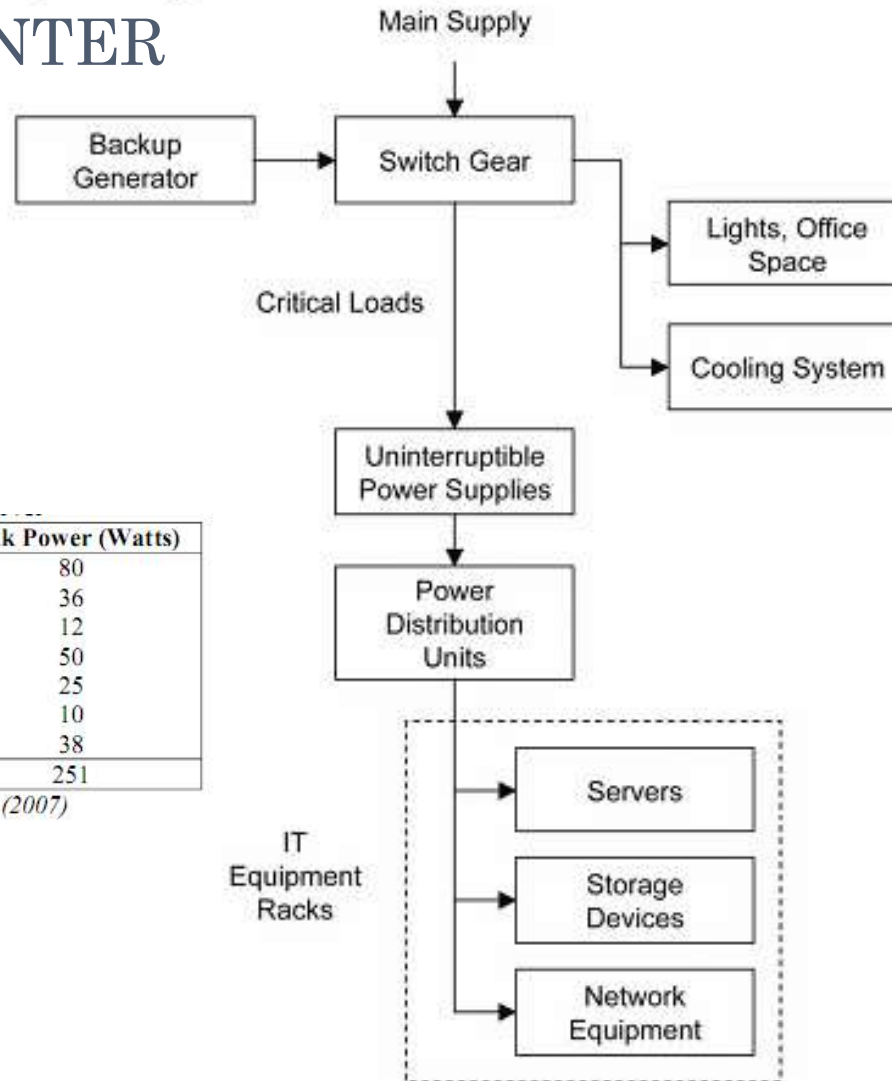 NTER
Main Supply
Backup
Generator
Switch Gear
Lights, Office
Space
Critical Loads
Cooling System
Uninterruptible
Power Supplies
k Power (Watts)
80
36
12
50
25
10
38
251
(2007)
Power
Distribution
Units
IT
Equipment
Racks
Servers
Storage
Devices
Network
Equipment